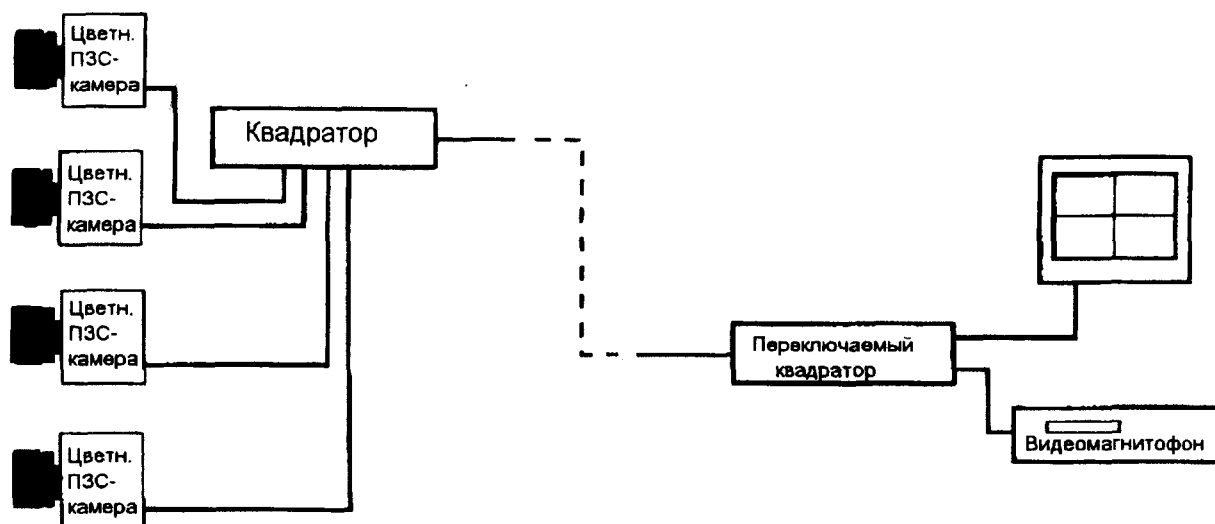 Цветн.
ПЗС-
камера
Квадратор
Цветн.
ПЗС-
камера
Цветн.
ПЗС-
камера
Переключаемый
квадратор
Видеомагнитофон
Цветн.
ПЗС-
камера